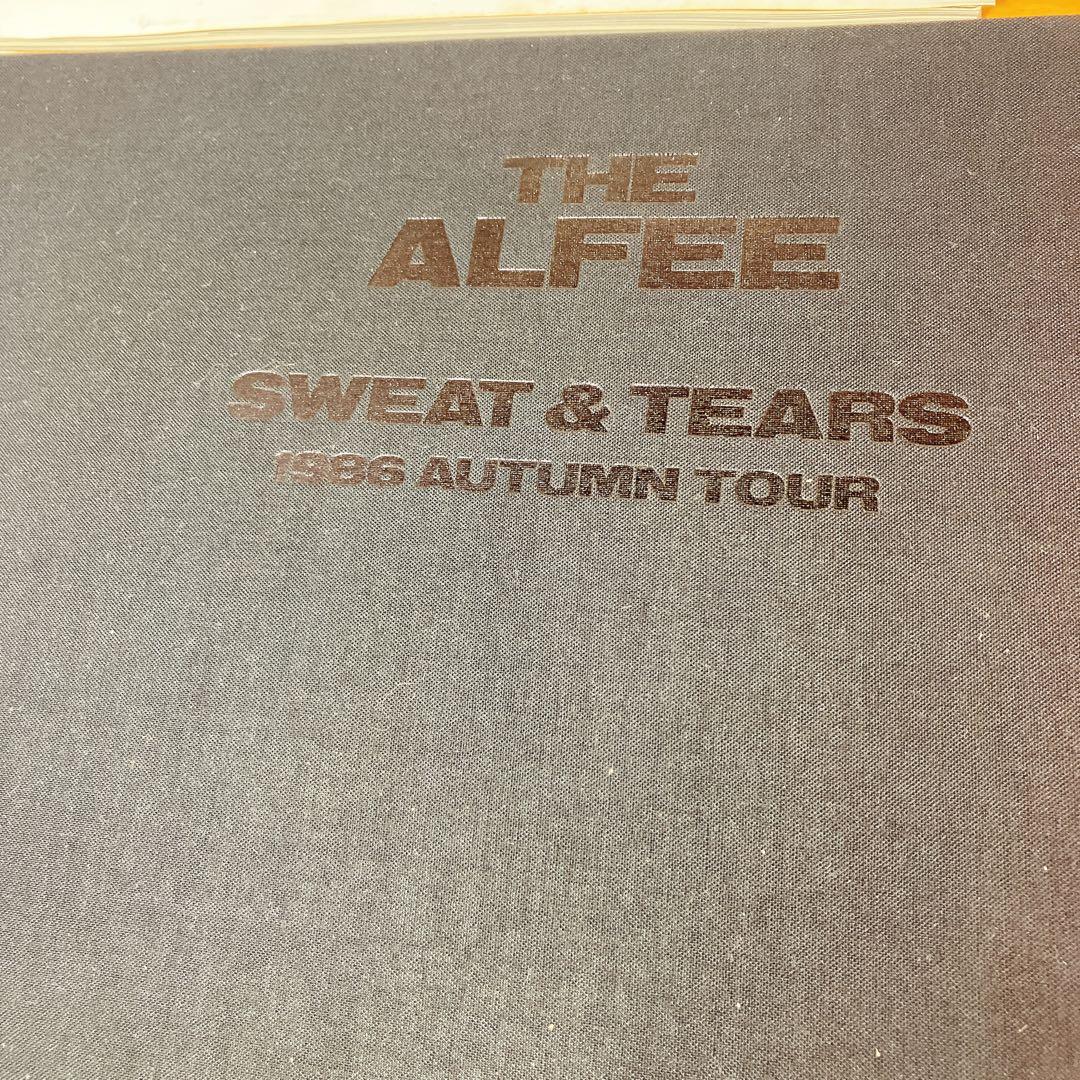 THE
ALFEE
SWEAT & TEARS
1986 AUTUMN TOUR